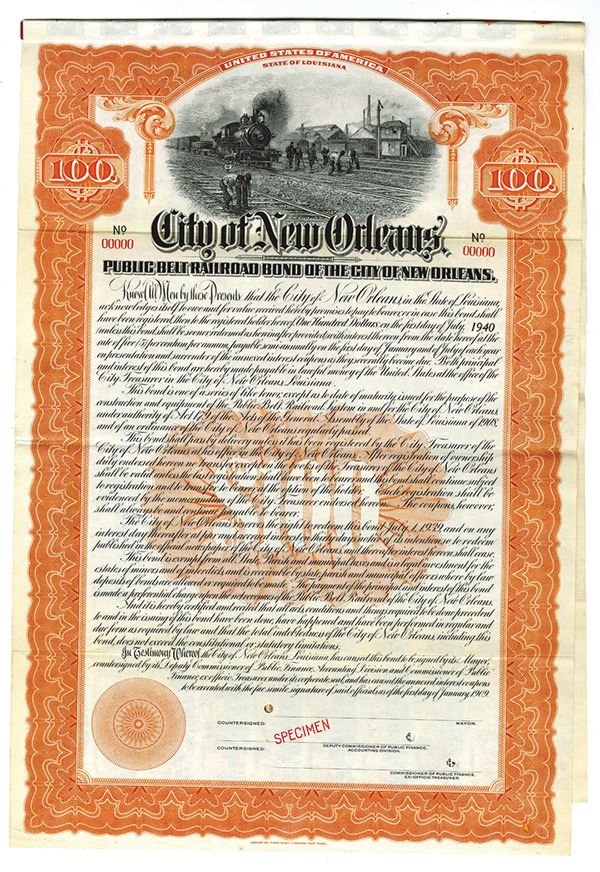 UNITED STATES OF AMERICA
STATE OF LOUISIANA
100. 100.
No 00000
No 00000
City of New Orleans,
PUBLIC BELT RAILROAD BOND OF THE CITY OF NEW ORLEANS,
Know All Men by these Presents that the City of New Orleans, in the State of Louisiana,
acknowledges itself to owe and for value received hereby promises to pay to bearer, or in case this bond shall
have been registered, then to the registered holder hereof One Hundred Dollars on the first day of July, 1940
unless this bond shall be sooner redeemed as hereinafter provided, with interest thereon from the date hereof at the
rate of five (5) per centum per annum, payable semi-annually on the first day of January and of July of each year
on presentation and surrender of the annexed interest coupons as they severally become due. Both principal
and interest of this bond are hereby made payable in lawful money of the United States at the office of the
City Treasurer in the City of New Orleans, Louisiana.
This bond is one of a series of like tenor, except as to date of maturity, issued for the purpose of the
construction and equipment of the Public Belt Railroad System in and for the City of New Orleans,
under authority of Act 179 of the Acts of the General Assembly of the State of Louisiana of 1908,
and of an ordinance of the City of New Orleans regularly passed.
This bond shall pass by delivery unless it has been registered by the City Treasurer of the
City of New Orleans at his office in the City of New Orleans. After registration of ownership
duly endorsed hereon no transfer except on the books of the Treasurer of the City of New Orleans
shall be valid unless the last registration shall have been to bearer and the bond shall continue subject
to registration and to transfer to bearer at the option of the holder. Each registration shall be
evidenced by the memorandum of the City Treasurer endorsed hereon. The coupons, however,
shall always be and continue payable to bearer.
The City of New Orleans reserves the right to redeem this bond July 1, 1939, and on any
interest day thereafter at par and accrued interest, thirty days notice of its intention so to redeem
published in the official newspaper of the City of New Orleans, and thereafter interest hereon shall cease.
This bond is exempt from all State, Parish and municipal taxes and is a legal investment for the
estates of minors and of interdicts, and is receivable by state, parish and municipal officers where by law
deposits of bonds are allowed or required to be made. The payment of the principal and interest of this bond
is made a preferential charge upon the net revenues of the Public Belt Railroad of the City of New Orleans.
And it is hereby certified and recited that all acts, conditions and things required to be done precedent
to and in the issuing of this bond have been done, have happened and have been performed in regular and
due form as required by law and that the total indebtedness of the City of New Orleans, including this
bond, does not exceed the constitutional or statutory limitations.
In Testimony Whereof, the City of New Orleans, Louisiana, has caused this bond to be signed by its Mayor,
countersigned by its Deputy Commissioner of Public Finance, Accounting Division and Commissioner of Public
Finance, ex-officio Treasurer under its corporate seal, and has caused the annexed interest coupons
to be executed with the fac-simile signature of said officials as of the first day of January, 1909.
COUNTERSIGNED: MAYOR.
SPECIMEN
COUNTERSIGNED: DEPUTY COMMISSIONER OF PUBLIC FINANCE,
ACCOUNTING DIVISION.
COMMISSIONER OF PUBLIC FINANCE,
EX-OFFICIO TREASURER